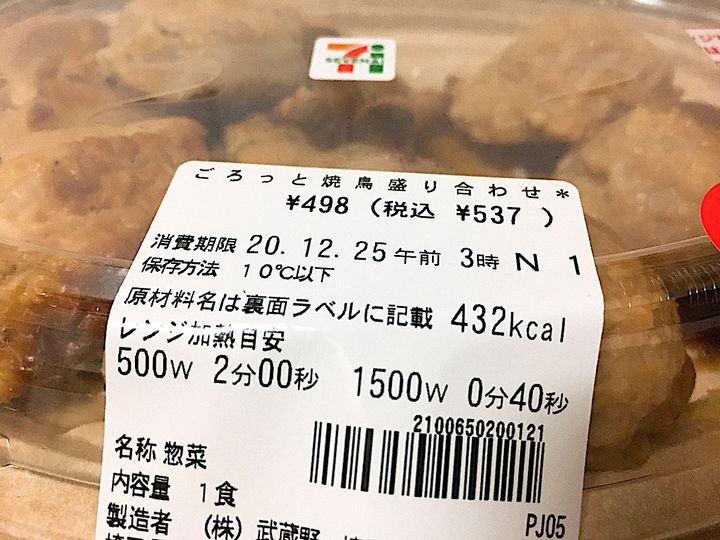 ごろっと焼鳥盛り合わせ*
¥498 (税込 ¥537 )
消費期限 20.12.25午前 3時 N 1
保存方法 10℃以下
原材料名は裏面ラベルに記載 432kcal
レンジ加熱目安
500W 2分00秒 1500W 0分40秒
2100650200121
名称 惣菜
内容量 1食
PJ05
製造者 (株) 武蔵野